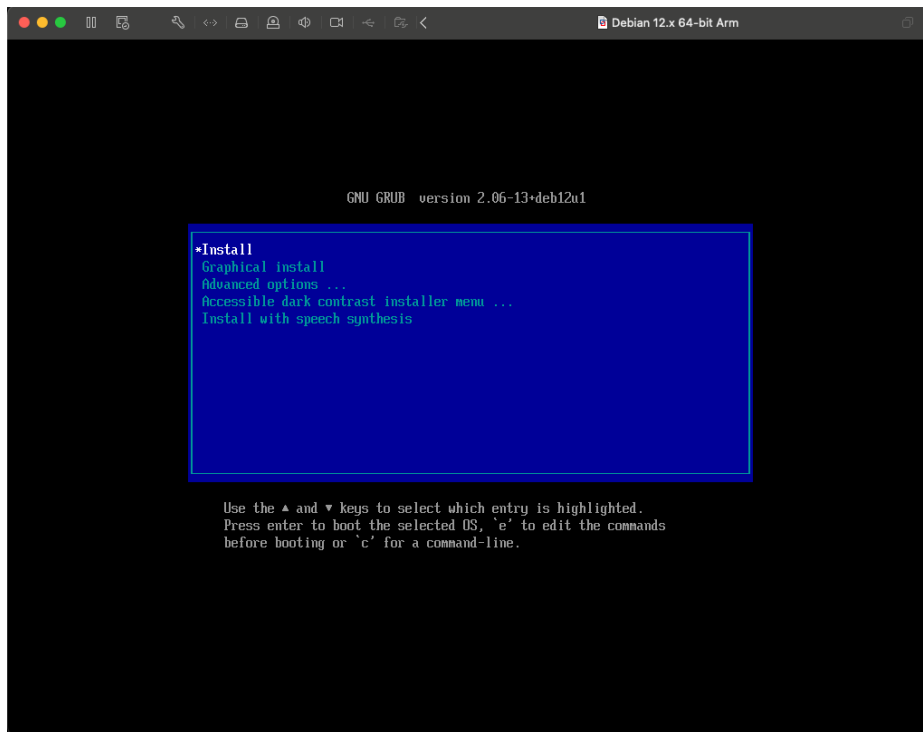 Debian 12.x 64-bit Arm
GNU GRUB  version 2.06-13+deb12u1
*Install
Graphical install
Advanced options ...
Accessible dark contrast installer menu ...
Install with speech synthesis
Use the ▲ and ▼ keys to select which entry is highlighted.
Press enter to boot the selected OS, `e' to edit the commands
before booting or `c' for a command-line.